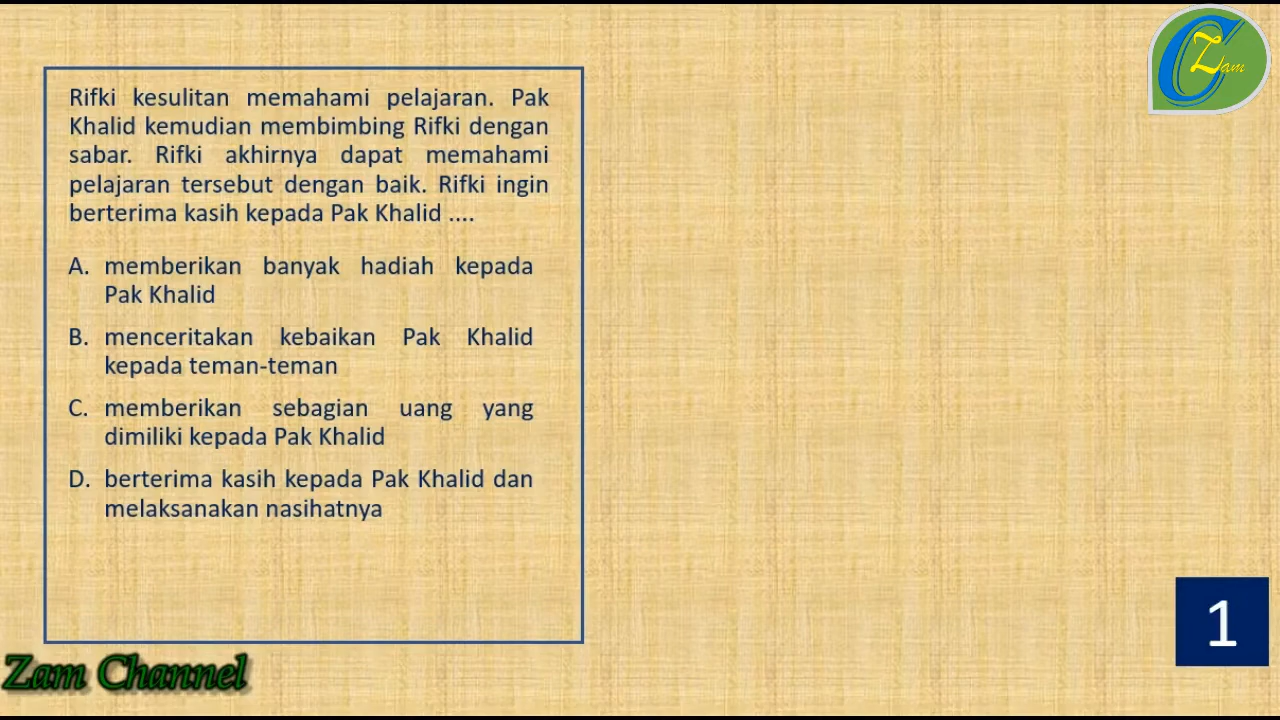 Zam
Rifki kesulitan memahami pelajaran. Pak
Khalid kemudian membimbing Rifki dengan
sabar. Rifki akhirnya dapat memahami
pelajaran tersebut dengan baik. Rifki ingin
berterima kasih kepada Pak Khalid ....
A. memberikan banyak hadiah kepada
Pak Khalid
B. menceritakan kebaikan Pak Khalid
kepada teman-teman
C. memberikan sebagian uang yang
dimiliki kepada Pak Khalid
D. berterima kasih kepada Pak Khalid dan
melaksanakan nasihatnya
1
Zam Channel